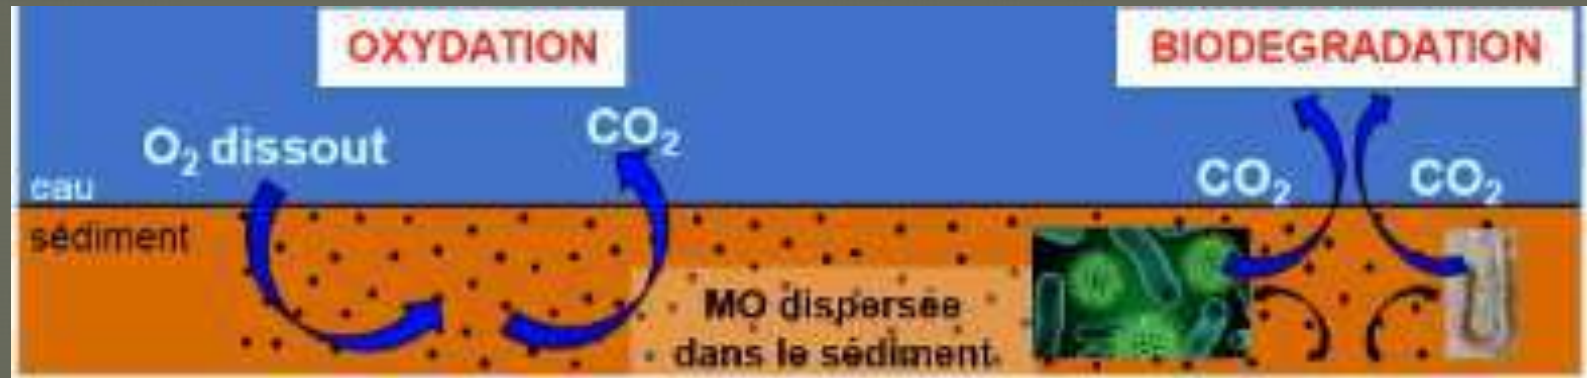 OXYDATION
BIODEGRADATION
O₂ dissout
CO₂
CO₂
CO₂
eau
sédiment
MO dispersée
dans le sédiment